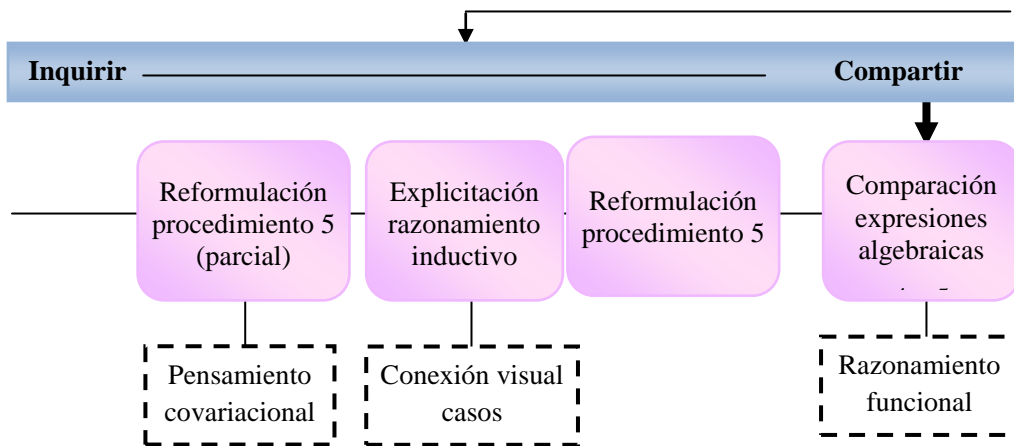 Inquirir
Compartir
Reformulación
procedimiento 5
(parcial)
Explicitación
razonamiento
inductivo
Reformulación
procedimiento 5
Comparación
expresiones
algebraicas
Pensamiento
covariacional
Conexión visual
casos
Razonamiento
funcional